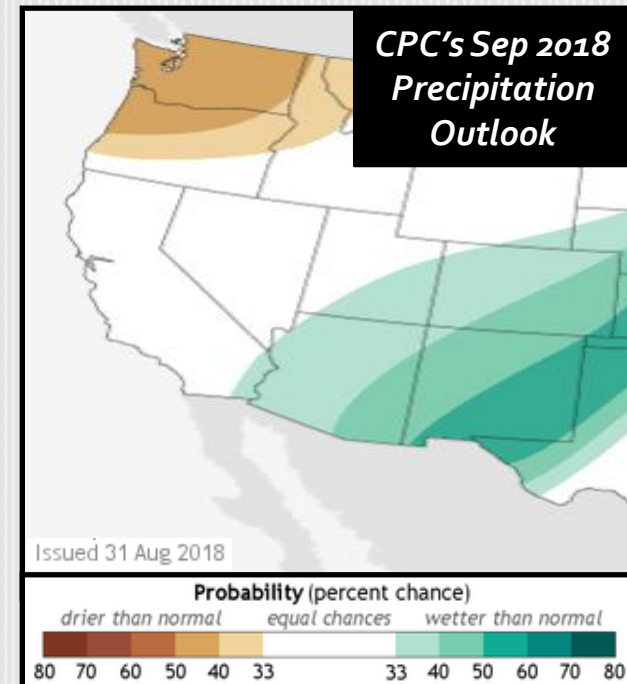 CPC's Sep 2018
Precipitation
Outlook
Issued 31 Aug 2018
Probability (percent chance)
drier than normal equal chances wetter than normal
80 70 60 50 40 33 33 40 50 60 70 80